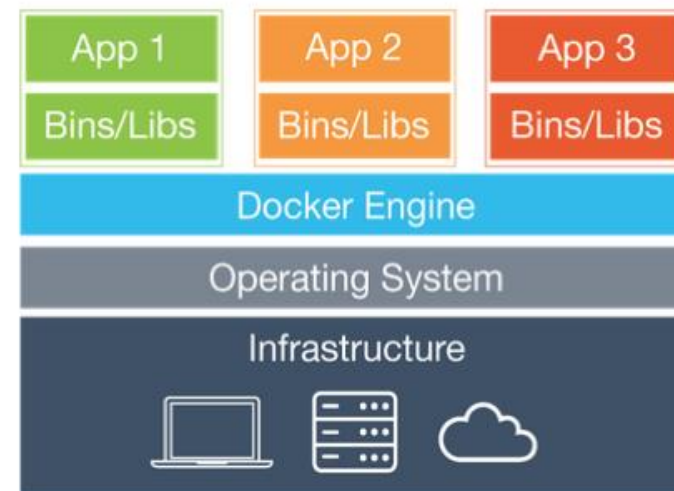 App 1 App 2 App 3
Bins/Libs Bins/Libs Bins/Libs
Docker Engine
Operating System
Infrastructure